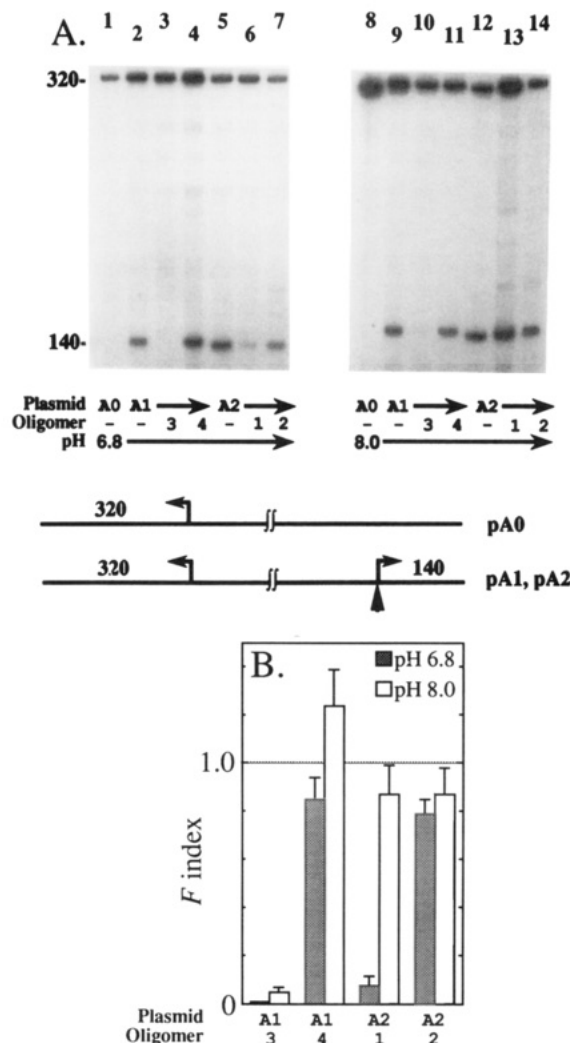 A.
1 2 3 4 5 6 7 8 9 10 11 12 13 14
320-
140-
Plasmid A0 A1 A2 A0 A1 A2
Oligomer - - 3 4 - 1 2 - - 3 4 - 1 2
pH 6.8 8.0
320 pA0
320 140 pA1, pA2
B.
pH 6.8
pH 8.0
1.0
F index
0
Plasmid A1 A1 A2 A2
Oligomer 3 4 1 2